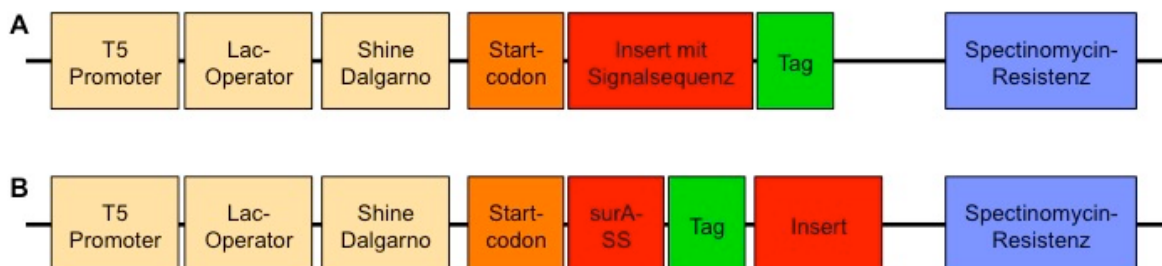 A
T5
Promoter
Lac-
Operator
Shine
Dalgarno
Start-
codon
Insert mit
Signalsequenz
Tag
Spectinomycin-
Resistenz
B
T5
Promoter
Lac-
Operator
Shine
Dalgarno
Start-
codon
surA-
SS
Tag
Insert
Spectinomycin-
Resistenz